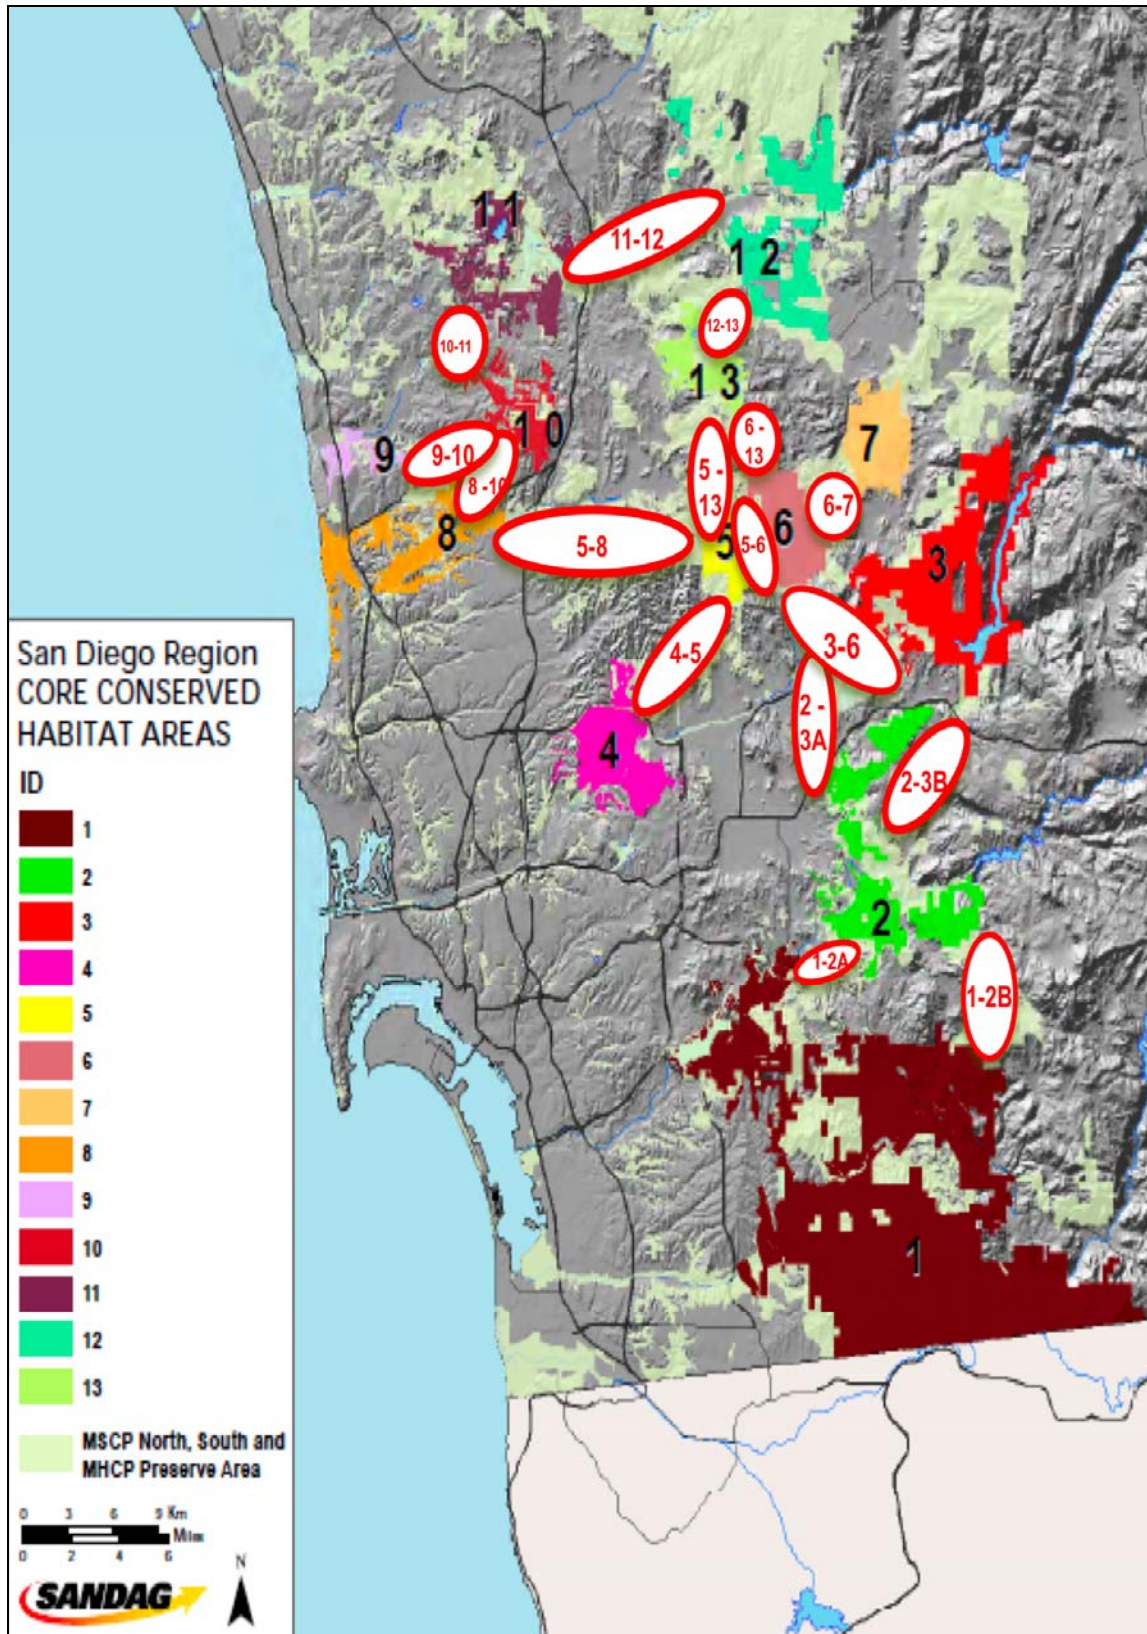 11
11-12
12
12-13
10-11
13
10
9
9-10
8 -10
8
6 -
13
5 -
13
7
6-7
6
5-6
5
5-8
3
4-5
3-6
2 -
3A
4
2-3B
2
1-2A
1-2B
1
San Diego Region
CORE CONSERVED
HABITAT AREAS
ID
1
2
3
4
5
6
7
8
9
10
11
12
13
MSCP North, South and
MHCP Preserve Area
0 3 6 9 Km
Miles
0 2 4 6
N
SANDAG